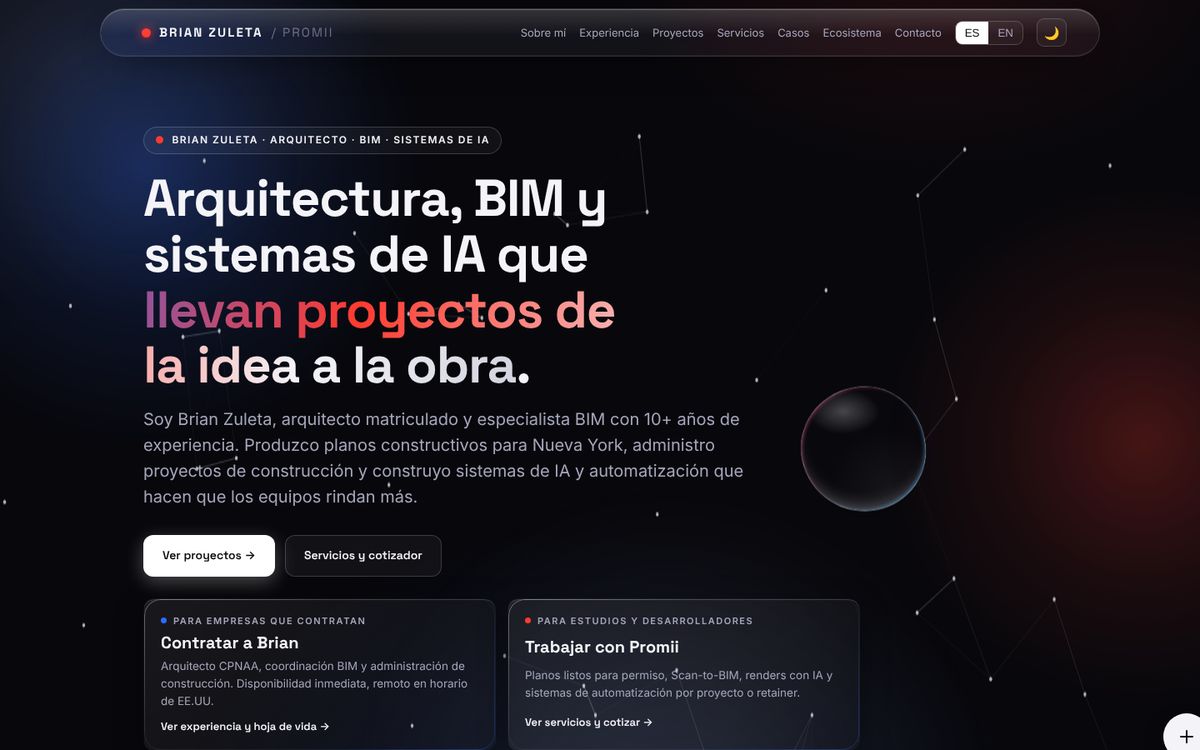 BRIAN ZULETA / PROMII
Sobre mí Experiencia Proyectos Servicios Casos Ecosistema Contacto ES EN
BRIAN ZULETA · ARQUITECTO · BIM · SISTEMAS DE IA
Arquitectura, BIM y
sistemas de IA que
llevan proyectos de
la idea a la obra.
Soy Brian Zuleta, arquitecto matriculado y especialista BIM con 10+ años de
experiencia. Produzco planos constructivos para Nueva York, administro
proyectos de construcción y construyo sistemas de IA y automatización que
hacen que los equipos rindan más.
Ver proyectos →
Servicios y cotizador
PARA EMPRESAS QUE CONTRATAN
Contratar a Brian
Arquitecto CPNAA, coordinación BIM y administración de
construcción. Disponibilidad inmediata, remoto en horario
de EE.UU.
Ver experiencia y hoja de vida →
PARA ESTUDIOS Y DESARROLLADORES
Trabajar con Promii
Planos listos para permiso, Scan-to-BIM, renders con IA y
sistemas de automatización por proyecto o retainer.
Ver servicios y cotizar →
+